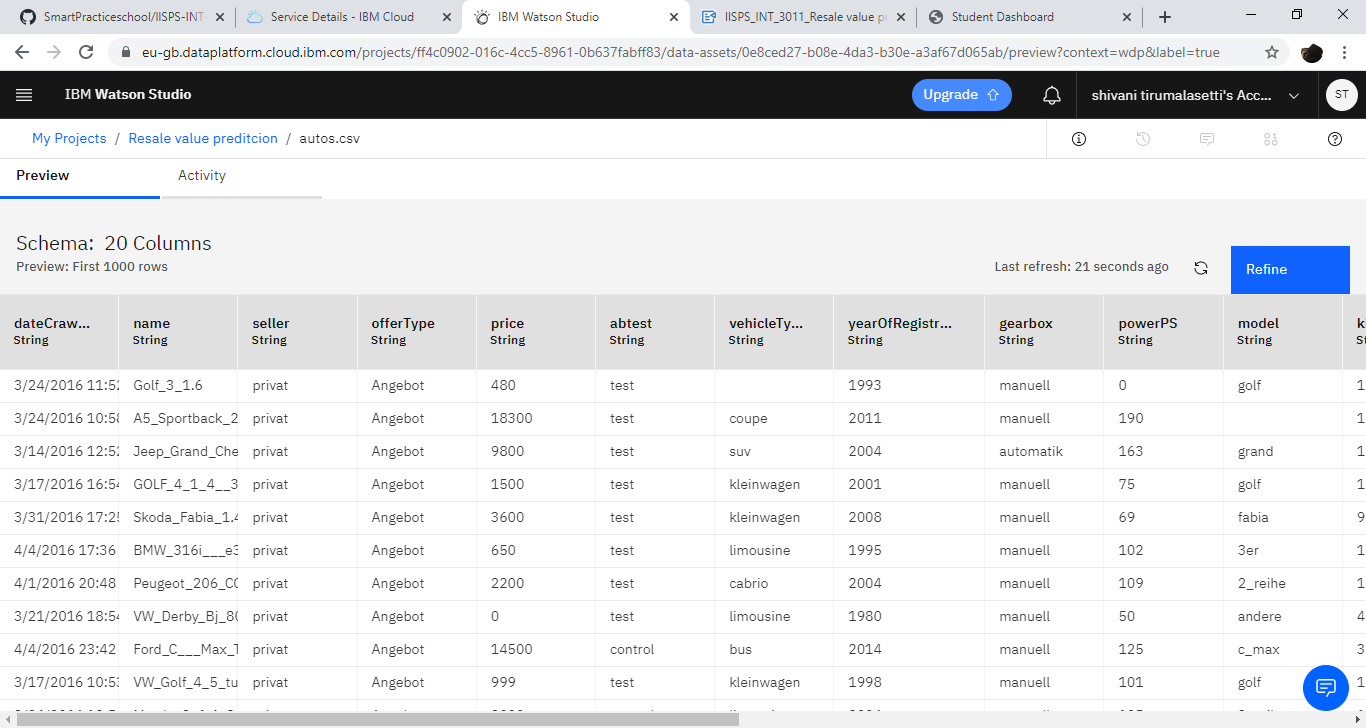 SmartPracticeschool/IISPS-INT- Service Details - IBM Cloud IBM Watson Studio IISPS_INT_3011_Resale value pr Student Dashboard
eu-gb.dataplatform.cloud.ibm.com/projects/ff4c0902-016c-4cc5-8961-0b637fabff83/data-assets/0e8ced27-b08e-4da3-b30e-a3af67d065ab/preview?context=wdp&label=true
IBM Watson Studio Upgrade shivani tirumalasetti's Acc... ST
My Projects / Resale value preditcion / autos.csv
Preview Activity
Schema: 20 Columns
Preview: First 1000 rows Last refresh: 21 seconds ago Refine
dateCraw... name seller offerType price abtest vehicleTy... yearOfRegistr... gearbox powerPS model
String String String String String String String String String String String
3/24/2016 11:52 Golf_3_1.6 privat Angebot 480 test 1993 manuell 0 golf
3/24/2016 10:58 A5_Sportback_2 privat Angebot 18300 test coupe 2011 manuell 190
3/14/2016 12:52 Jeep_Grand_Che privat Angebot 9800 test suv 2004 automatik 163 grand
3/17/2016 16:54 GOLF_4_1_4__3 privat Angebot 1500 test kleinwagen 2001 manuell 75 golf
3/31/2016 17:25 Skoda_Fabia_1.4 privat Angebot 3600 test kleinwagen 2008 manuell 69 fabia
4/4/2016 17:36 BMW_316i___e3 privat Angebot 650 test limousine 1995 manuell 102 3er
4/1/2016 20:48 Peugeot_206_CC privat Angebot 2200 test cabrio 2004 manuell 109 2_reihe
3/21/2016 18:54 VW_Derby_Bj_80 privat Angebot 0 test limousine 1980 manuell 50 andere
4/4/2016 23:42 Ford_C___Max_T privat Angebot 14500 control bus 2014 manuell 125 c_max
3/17/2016 10:53 VW_Golf_4_5_tu privat Angebot 999 test kleinwagen 1998 manuell 101 golf